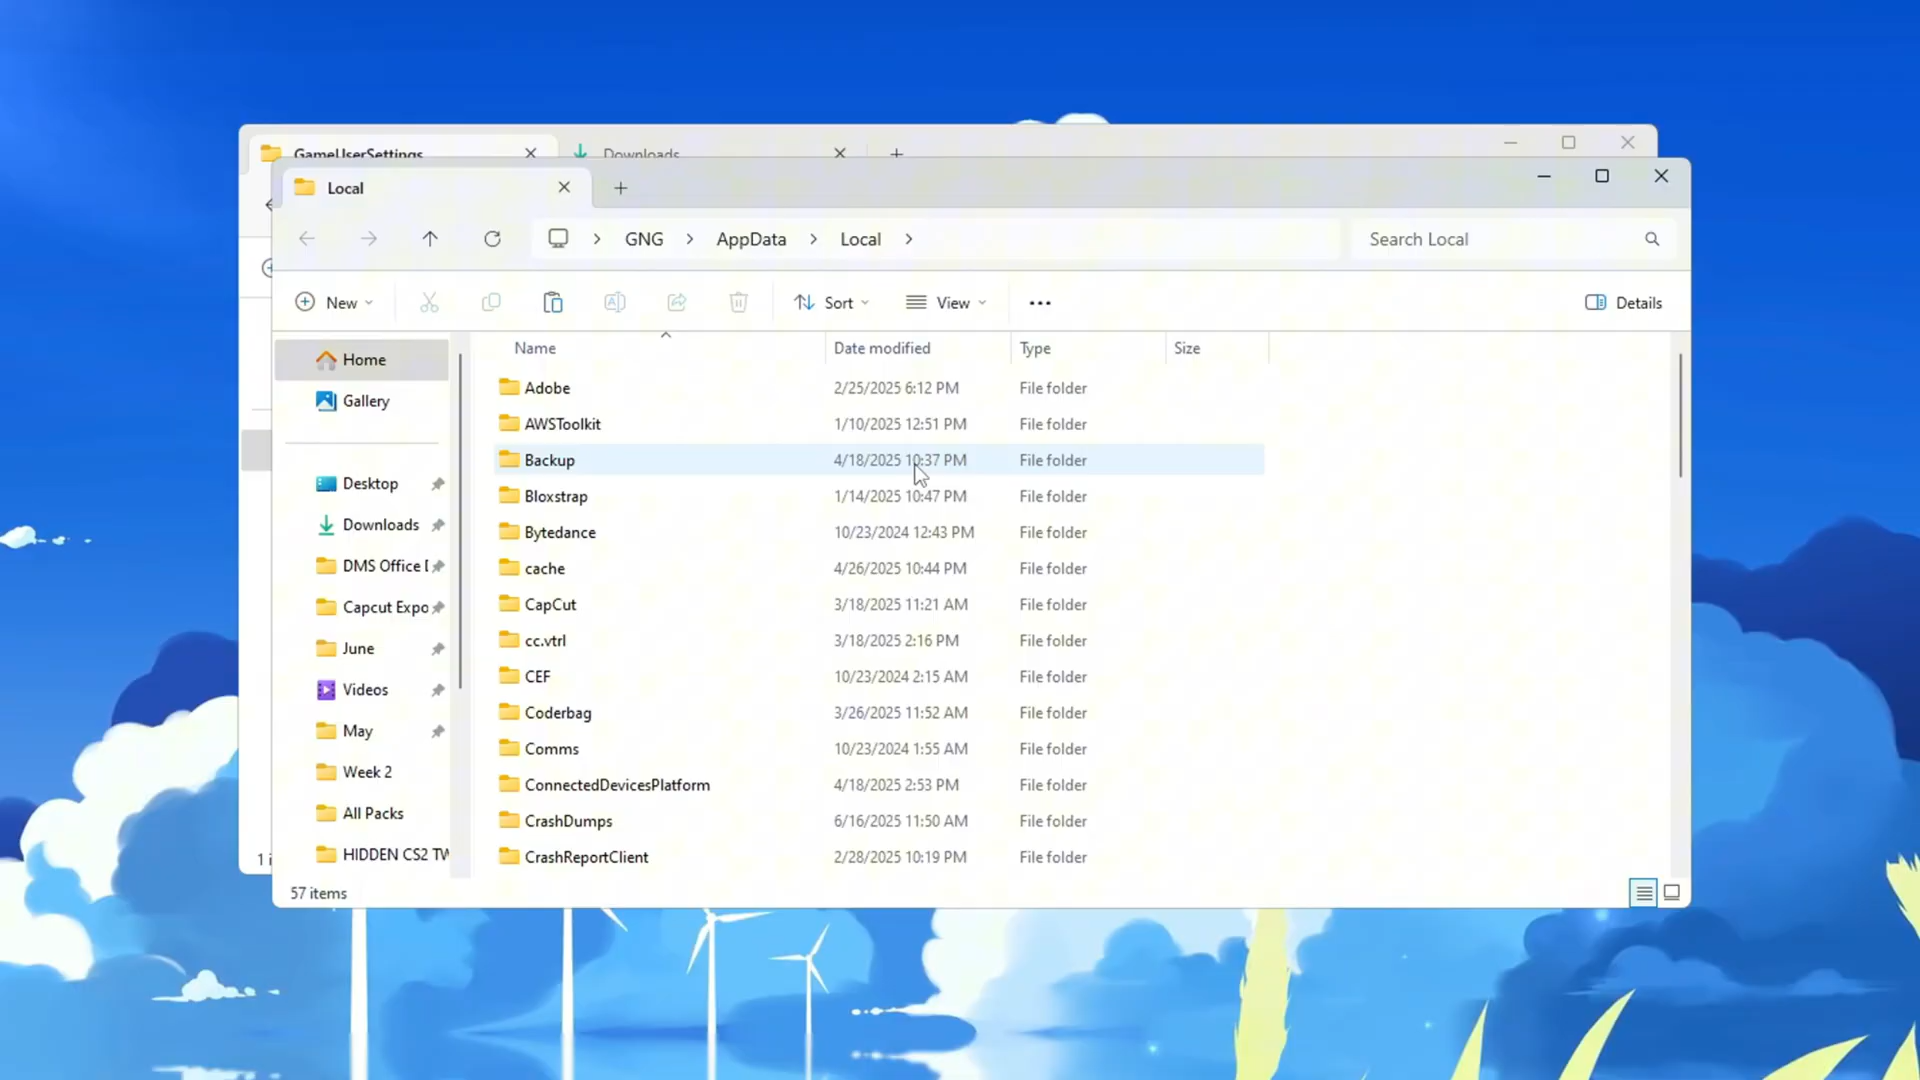 GameUserSettings
Downloads
Local
GNG
AppData
Local
Search Local
New
Sort
View
Details
Home
Gallery
Desktop
Downloads
DMS Office
Capcut Expo
June
Videos
May
Week 2
All Packs
HIDDEN CS2 TW
Name Date modified Type Size
Adobe 2/25/2025 6:12 PM File folder
AWSToolkit 1/10/2025 12:51 PM File folder
Backup 4/18/2025 10:37 PM File folder
Bloxstrap 1/14/2025 10:47 PM File folder
Bytedance 10/23/2024 12:43 PM File folder
cache 4/26/2025 10:44 PM File folder
CapCut 3/18/2025 11:21 AM File folder
cc.vtrl 3/18/2025 2:16 PM File folder
CEF 10/23/2024 2:15 AM File folder
Coderbag 3/26/2025 11:52 AM File folder
Comms 10/23/2024 1:55 AM File folder
ConnectedDevicesPlatform 4/18/2025 2:53 PM File folder
CrashDumps 6/16/2025 11:50 AM File folder
CrashReportClient 2/28/2025 10:19 PM File folder
1 i
57 items